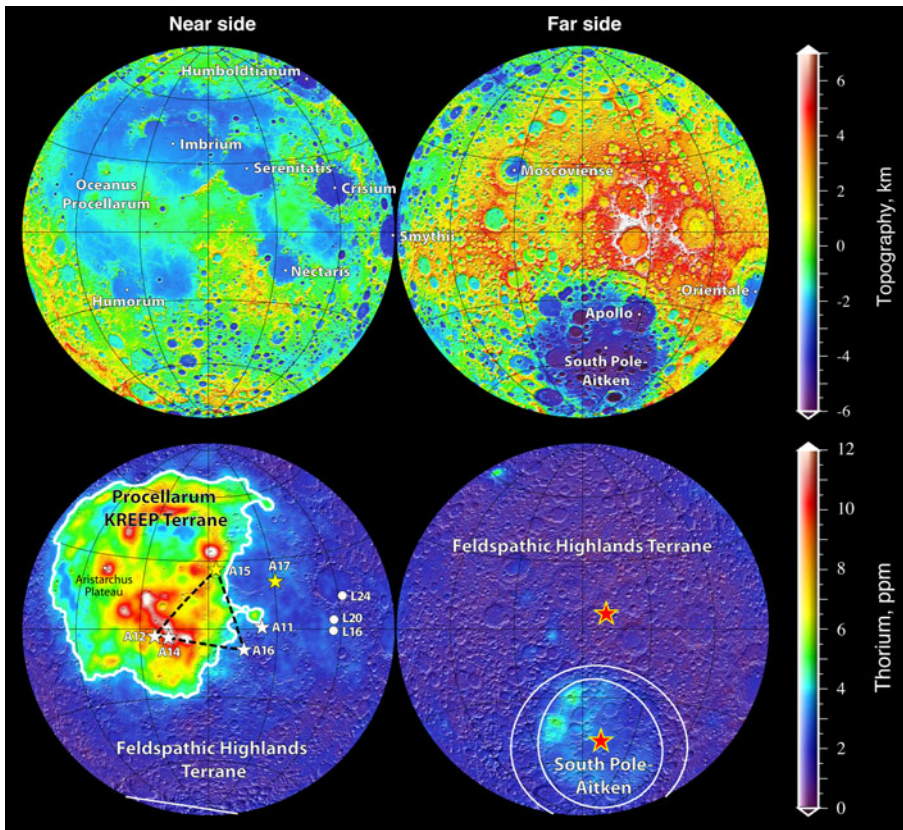 Near side
Far side
Humboldtianum
Imbrium
Serenitatis
Crisium
Oceanus
Procellarum
Smythii
Nectaris
Humorum
Moscoviense
Orientale
Apollo
South Pole-
Aitken
6
4
2
0
-2
-4
-6
Topography, km
Procellarum
KREEP Terrane
Aristarchus
Plateau
A15
A17
L24
L20
L16
A11
A12
A14
A16
Feldspathic Highlands
Terrane
Feldspathic Highlands Terrane
South Pole-
Aitken
12
10
8
6
4
2
0
Thorium, ppm